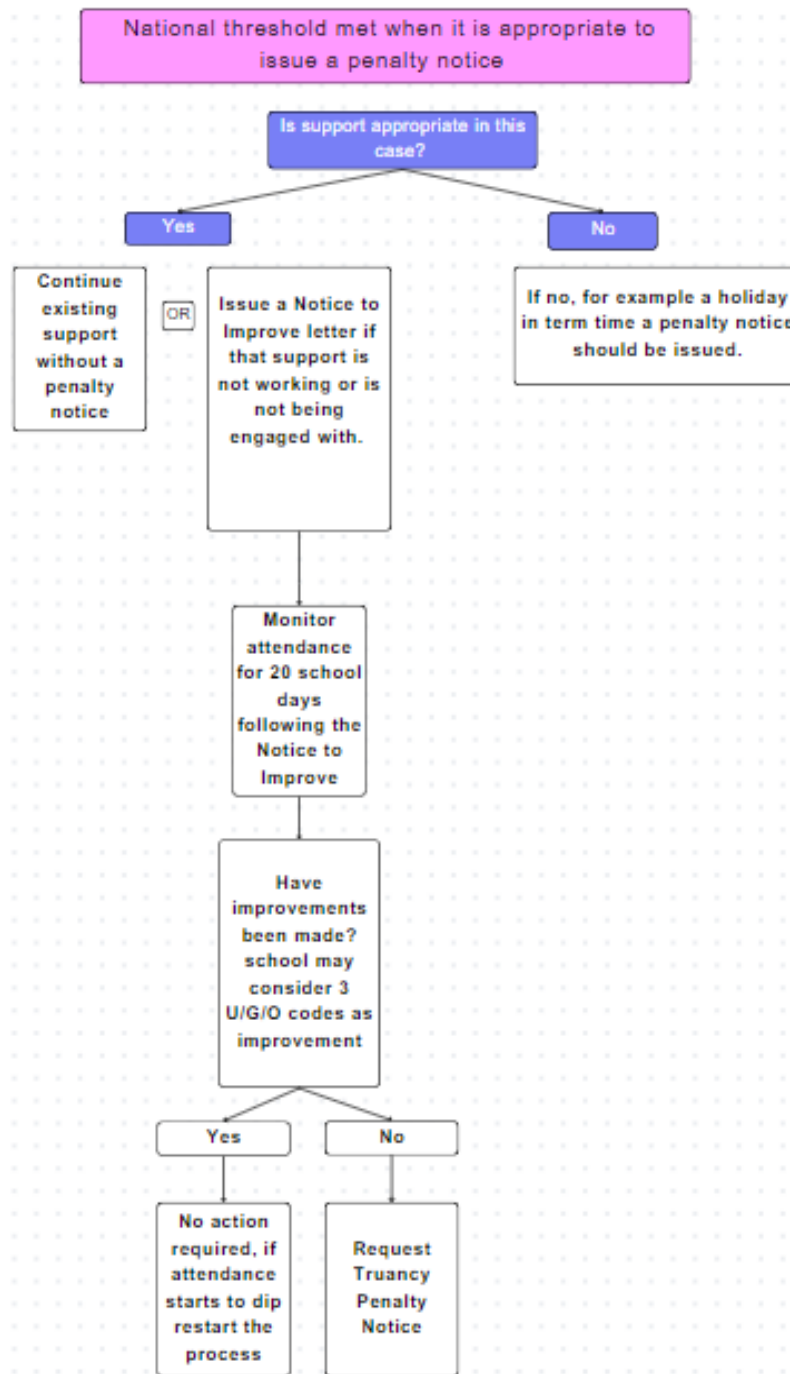 National threshold met when it is appropriate to
issue a penalty notice
Is support appropriate in this
case?
Yes
No
Continue
existing
support
without a
penalty
notice
OR
Issue a Notice to
Improve letter if
that support is
not working or is
not being
engaged with.
If no, for example a holiday
in term time a penalty notice
should be issued.
Monitor
attendance
for 20 school
days
following the
Notice to
Improve
Have
improvements
been made?
school may
consider 3
U/G/O codes as
improvement
Yes
No
No action
required, if
attendance
starts to dip
restart the
process
Request
Truancy
Penalty
Notice